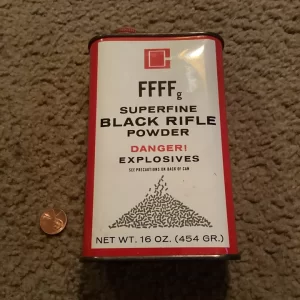 FFFFg
SUPERFINE
BLACK RIFLE
POWDER
DANGER!
EXPLOSIVES
SEE PRECAUTIONS ON BACK OF CAN
NET WT. 16 OZ. (454 GR.)